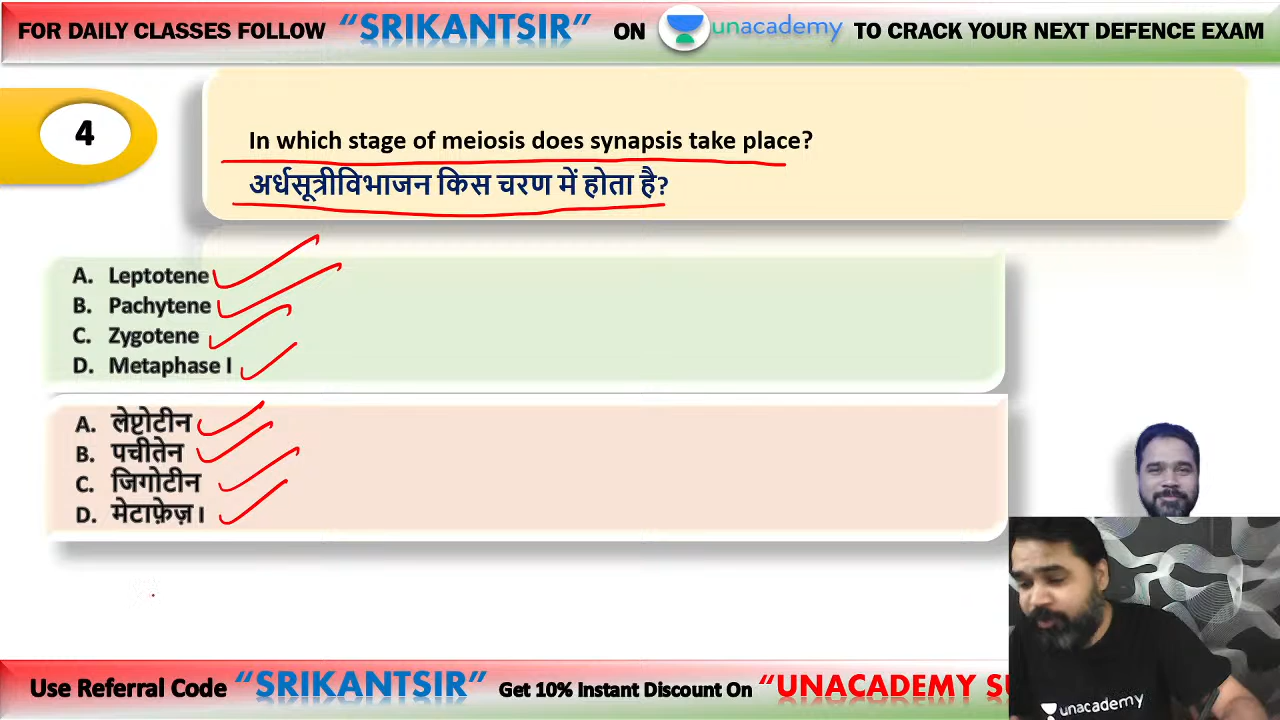 FOR DAILY CLASSES FOLLOW “SRIKANTSIR” ON unacademy TO CRACK YOUR NEXT DEFENCE EXAM
4
In which stage of meiosis does synapsis take place?
अर्धसूत्रीविभाजन किस चरण में होता है?
A. Leptotene
B. Pachytene
C. Zygotene
D. Metaphase I
A. लेप्टोटीन
B. पचीतेन
C. जिगोटीन
D. मेटाफ़ेज़ I
unacademy
Use Referral Code “SRIKANTSIR” Get 10% Instant Discount On “UNACADEMY SU